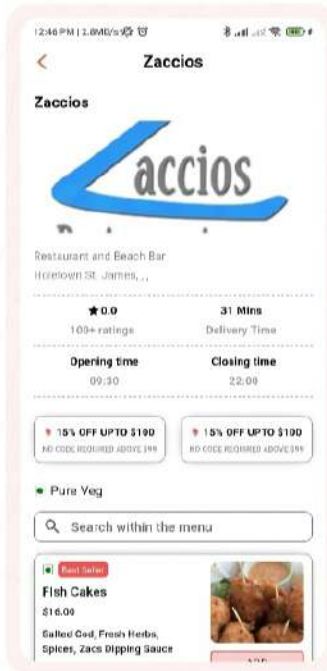 12:46 PM | 2.8MB/s
Zaccios
Zaccios
Zaccios
Restaurant and Beach Bar
Holetown St. James, , ,
★0.0 31 Mins
100+ ratings Delivery Time
Opening time Closing time
09:30 22:00
15% OFF UPTO $100 15% OFF UPTO $100
NO CODE REQUIRED ABOVE $99 NO CODE REQUIRED ABOVE $99
Pure Veg
Search within the menu
Best Seller
Fish Cakes
$16.00
Salted Cod, Fresh Herbs,
Spices, Zacs Dipping Sauce
ADD